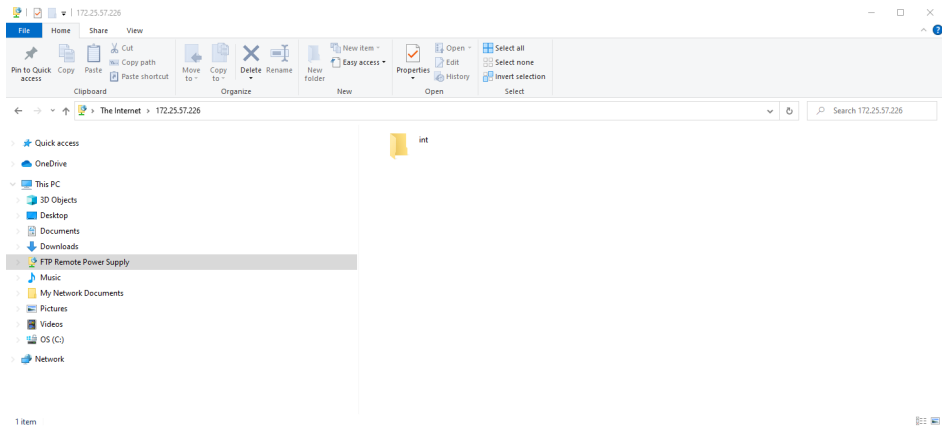 172.25.57.226
File Home Share View
Pin to Quick access
Copy
Paste
Cut
Copy path
Paste shortcut
Clipboard
Move to
Copy to
Delete
Rename
Organize
New folder
New item
Easy access
New
Properties
Open
Edit
History
Open
Select all
Select none
Invert selection
Select
The Internet > 172.25.57.226
Search 172.25.57.226
Quick access
OneDrive
This PC
3D Objects
Desktop
Documents
Downloads
FTP Remote Power Supply
Music
My Network Documents
Pictures
Videos
OS (C:)
Network
int
1 item